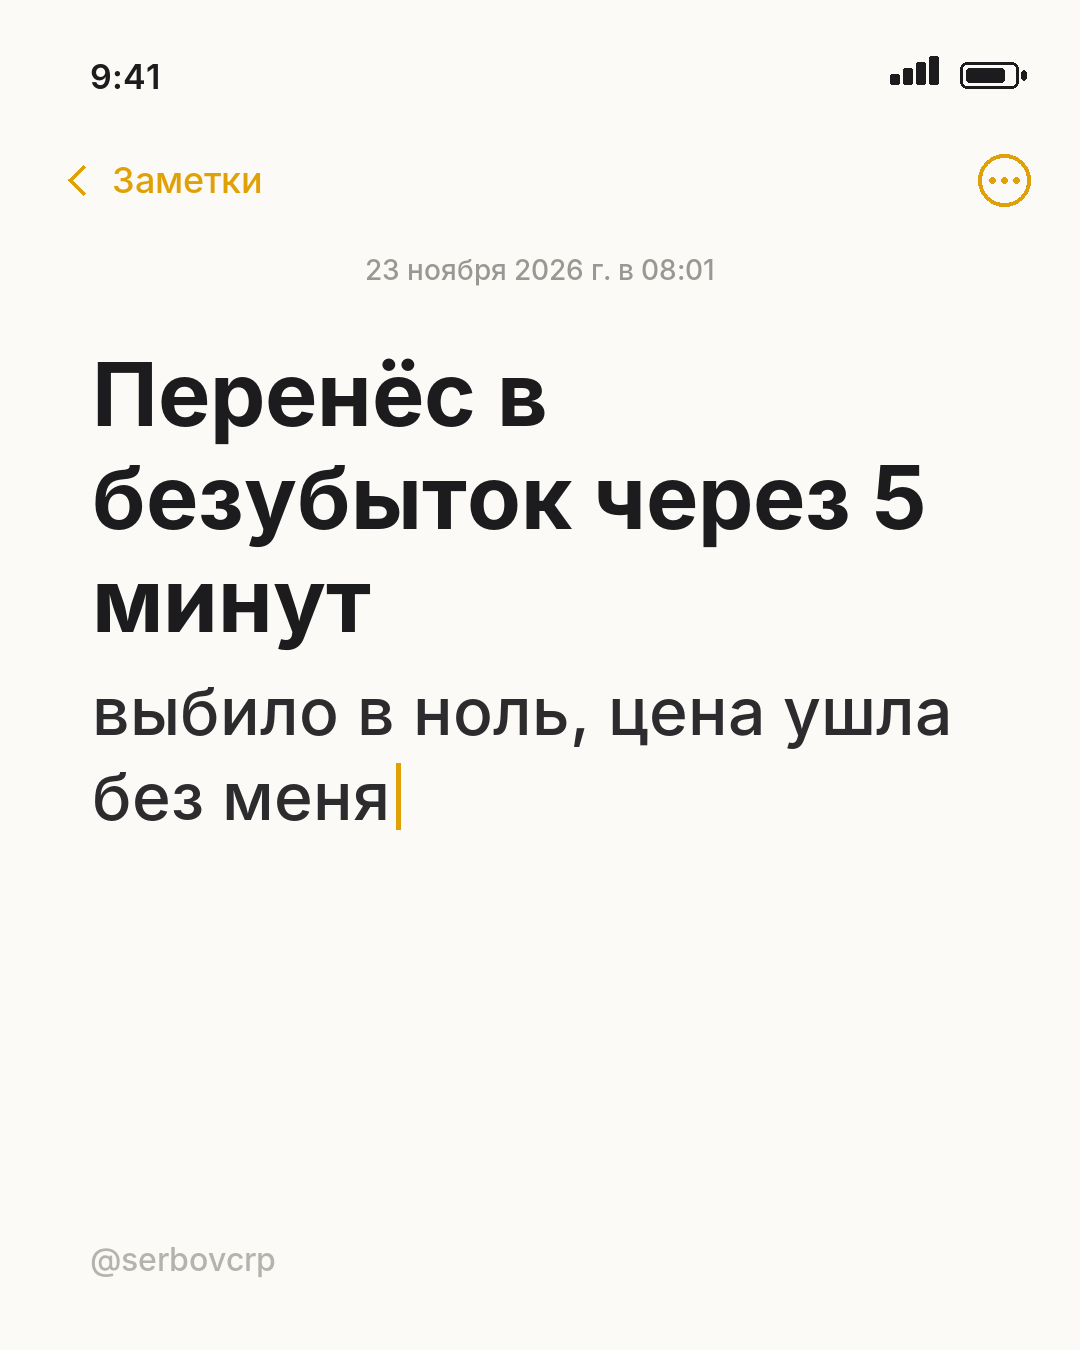 9:41
Заметки
23 ноября 2026 г. в 08:01
Перенёс в
безубыток через 5
минут
выбило в ноль, цена ушла
без меня
@serbovcrp